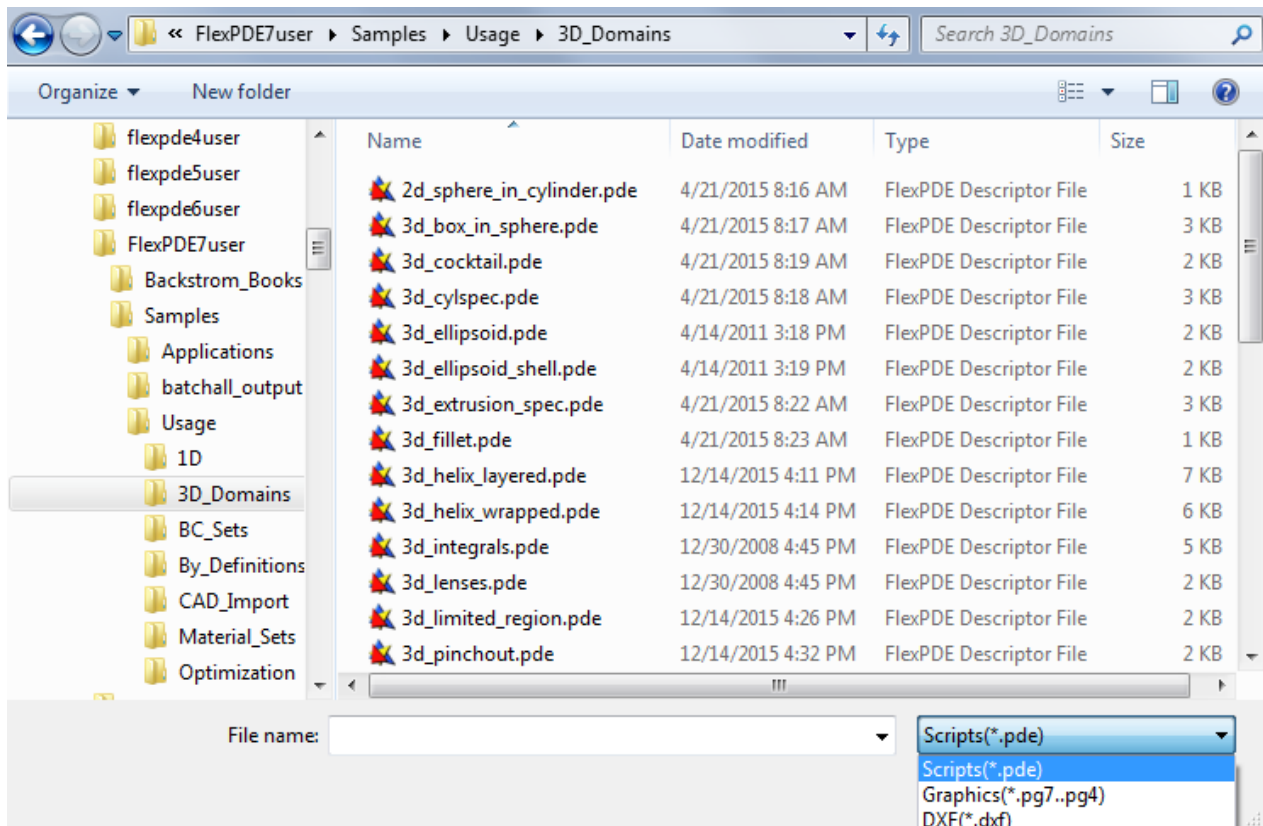 « FlexPDE7user Samples Usage 3D_Domains Search 3D_Domains
Organize New folder
flexpde4user
flexpde5user
flexpde6user
FlexPDE7user
Backstrom_Books
Samples
Applications
batchall_output
Usage
1D
3D_Domains
BC_Sets
By_Definitions
CAD_Import
Material_Sets
Optimization
Name Date modified Type Size
2d_sphere_in_cylinder.pde 4/21/2015 8:16 AM FlexPDE Descriptor File 1 KB
3d_box_in_sphere.pde 4/21/2015 8:17 AM FlexPDE Descriptor File 3 KB
3d_cocktail.pde 4/21/2015 8:19 AM FlexPDE Descriptor File 2 KB
3d_cylspec.pde 4/21/2015 8:18 AM FlexPDE Descriptor File 3 KB
3d_ellipsoid.pde 4/14/2011 3:18 PM FlexPDE Descriptor File 2 KB
3d_ellipsoid_shell.pde 4/14/2011 3:19 PM FlexPDE Descriptor File 2 KB
3d_extrusion_spec.pde 4/21/2015 8:22 AM FlexPDE Descriptor File 3 KB
3d_fillet.pde 4/21/2015 8:23 AM FlexPDE Descriptor File 1 KB
3d_helix_layered.pde 12/14/2015 4:11 PM FlexPDE Descriptor File 7 KB
3d_helix_wrapped.pde 12/14/2015 4:14 PM FlexPDE Descriptor File 6 KB
3d_integrals.pde 12/30/2008 4:45 PM FlexPDE Descriptor File 5 KB
3d_lenses.pde 12/30/2008 4:45 PM FlexPDE Descriptor File 2 KB
3d_limited_region.pde 12/14/2015 4:26 PM FlexPDE Descriptor File 2 KB
3d_pinchout.pde 12/14/2015 4:32 PM FlexPDE Descriptor File 2 KB
File name: Scripts(*.pde)
Scripts(*.pde)
Graphics(*.pg7..pg4)
DXF(*.dxf)